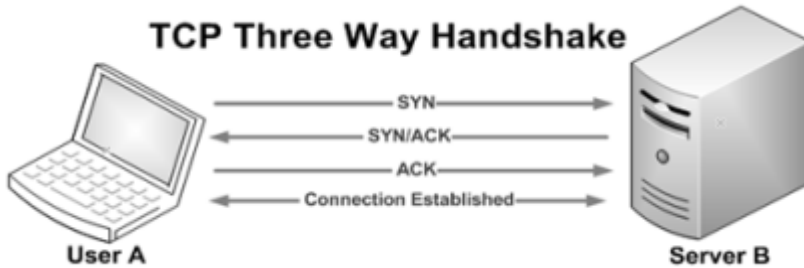 TCP Three Way Handshake
SYN
SYN/ACK
ACK
Connection Established
User A
Server B